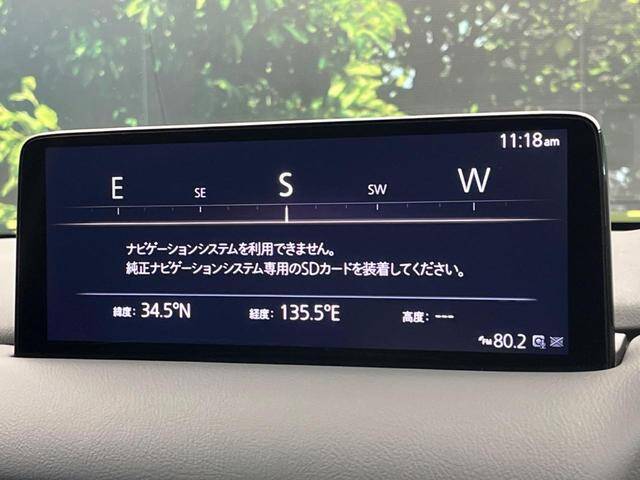 11:18am
E SE S SW W
ナビゲーションシステムを利用できません。
純正ナビゲーションシステム専用のSDカードを装着してください。
緯度: 34.5°N 経度: 135.5°E 高度: ---
FM 80.2